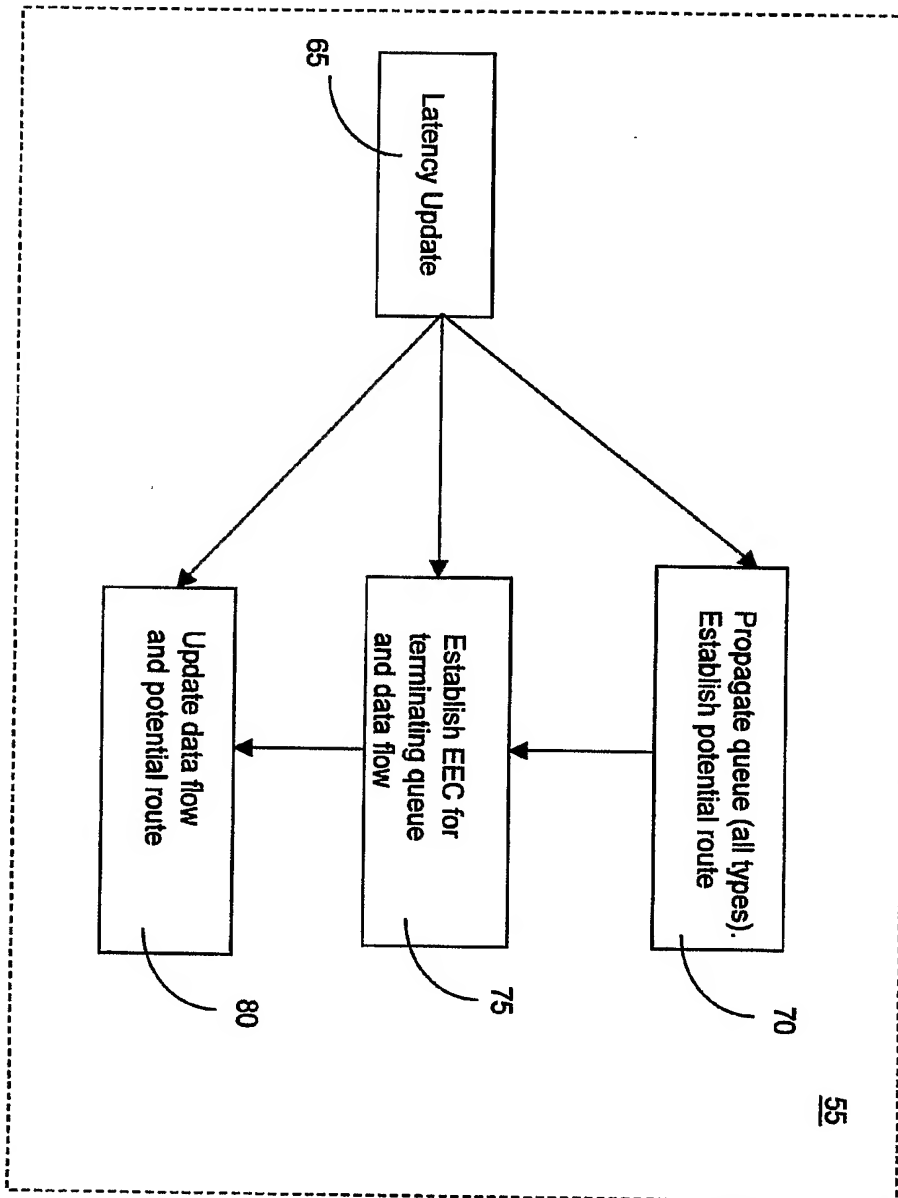 55
Propagate queue (all types).
Establish potential route
70
Latency Update
65
Establish EEC for
terminating queue
and data flow
75
Update data flow
and potential route
80